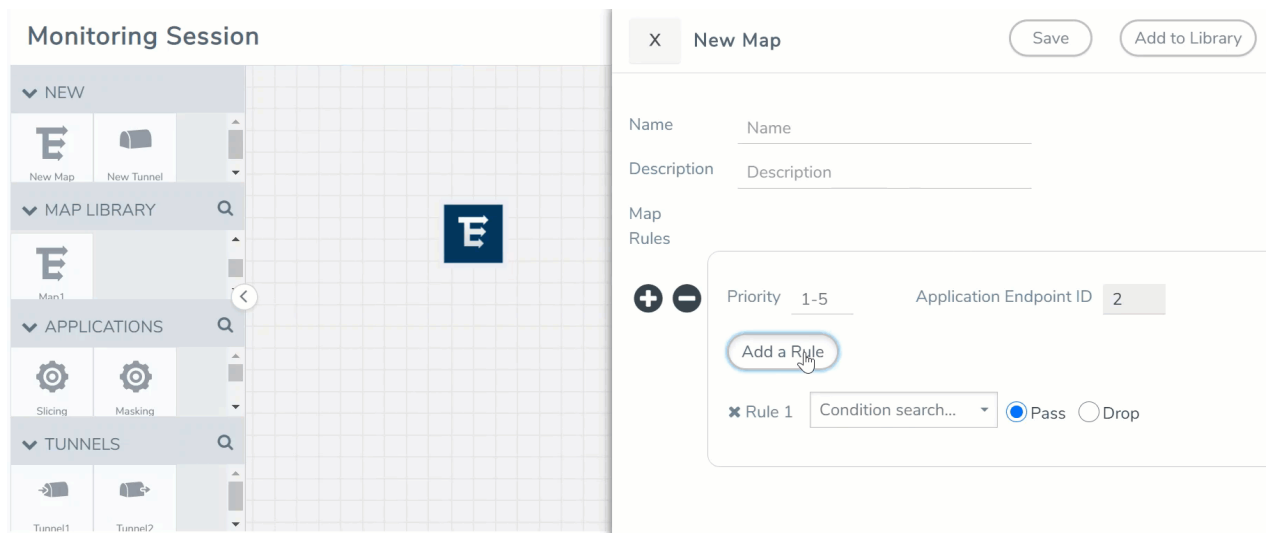 Monitoring Session
NEW
New Map New Tunnel
MAP LIBRARY
Map1
APPLICATIONS
Slicing Masking
TUNNELS
Tunnel1 Tunnel2
X New Map Save Add to Library
Name Name
Description Description
Map
Rules
Priority 1-5 Application Endpoint ID 2
Add a Rule
Rule 1 Condition search... Pass Drop